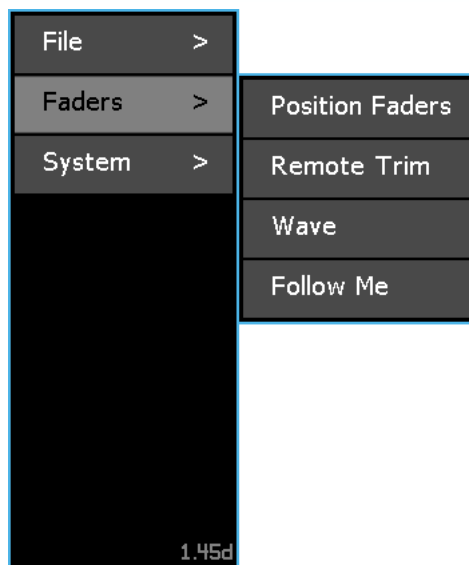 File >
Faders >
System >
Position Faders
Remote Trim
Wave
Follow Me
1.45d